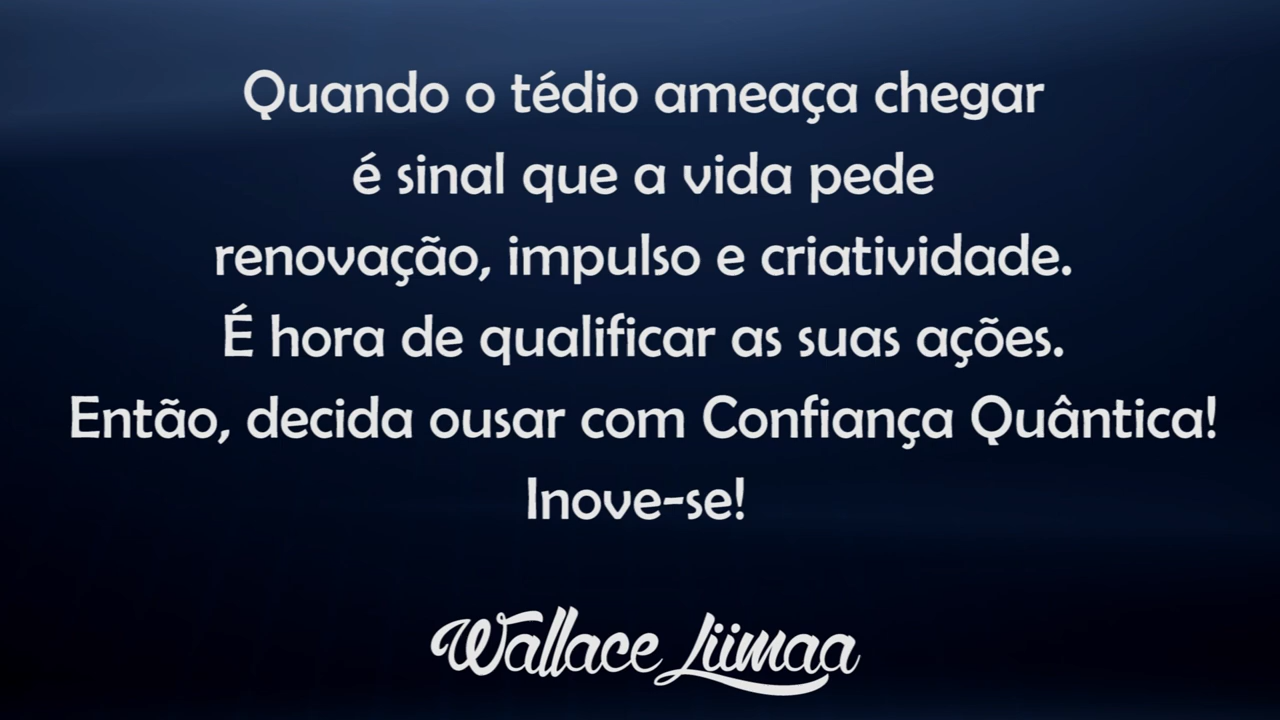 Quando o tédio ameaça chegar
é sinal que a vida pede
renovação, impulso e criatividade.
É hora de qualificar as suas ações.
Então, decida ousar com Confiança Quântica!
Inove-se!
Wallace Liimaa